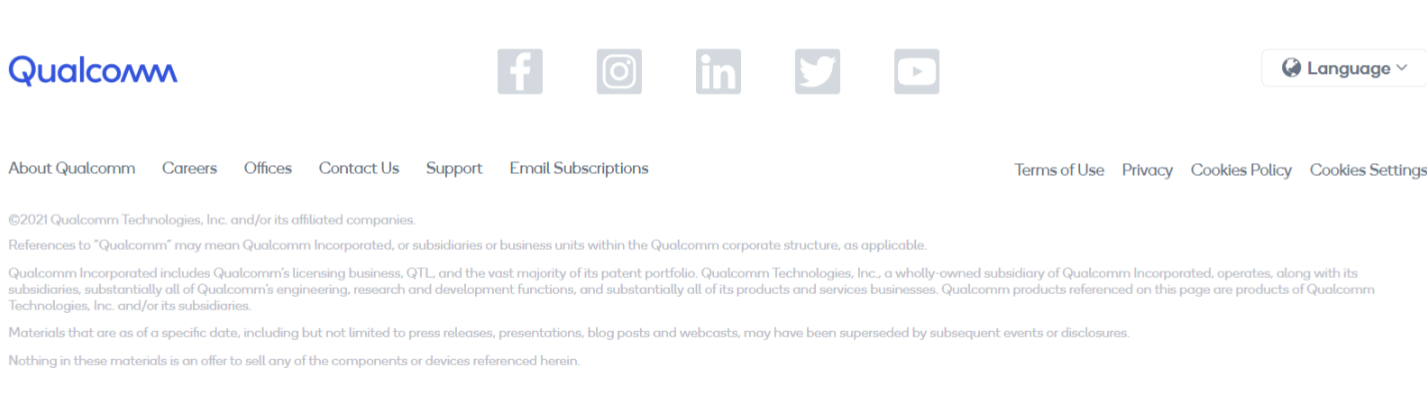 Qualcomm
Language
About Qualcomm Careers Offices Contact Us Support Email Subscriptions
Terms of Use Privacy Cookies Policy Cookies Settings
©2021 Qualcomm Technologies, Inc. and/or its affiliated companies.
References to "Qualcomm" may mean Qualcomm Incorporated, or subsidiaries or business units within the Qualcomm corporate structure, as applicable.
Qualcomm Incorporated includes Qualcomm's licensing business, QTL, and the vast majority of its patent portfolio. Qualcomm Technologies, Inc., a wholly-owned subsidiary of Qualcomm Incorporated, operates, along with its
subsidiaries, substantially all of Qualcomm's engineering, research and development functions, and substantially all of its products and services businesses. Qualcomm products referenced on this page are products of Qualcomm
Technologies, Inc. and/or its subsidiaries.
Materials that are as of a specific date, including but not limited to press releases, presentations, blog posts and webcasts, may have been superseded by subsequent events or disclosures.
Nothing in these materials is an offer to sell any of the components or devices referenced herein.